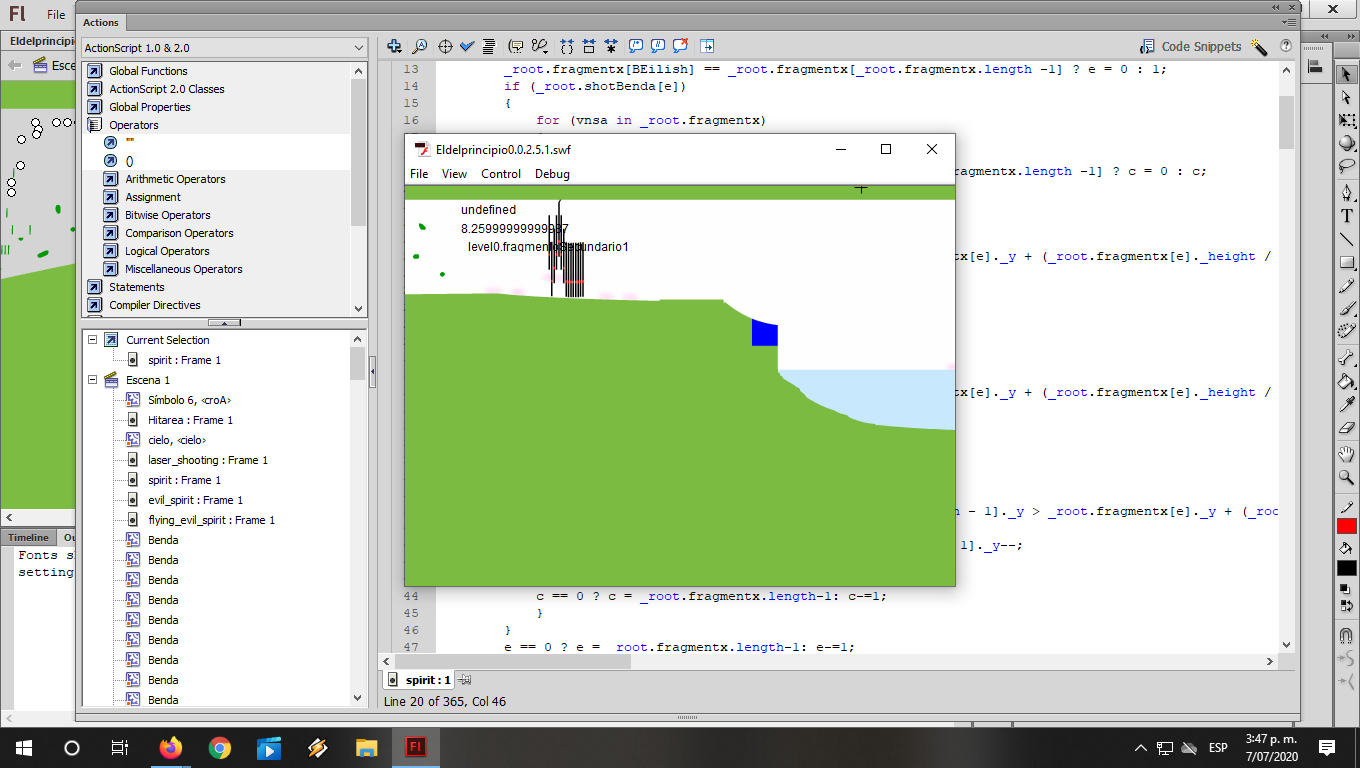 Fl File
Actions
Eldelprincipio
Esce
ActionScript 1.0 & 2.0
Global Functions
ActionScript 2.0 Classes
Global Properties
Operators
""
()
Arithmetic Operators
Assignment
Bitwise Operators
Comparison Operators
Logical Operators
Miscellaneous Operators
Statements
Compiler Directives
Current Selection
spirit : Frame 1
Escena 1
Símbolo 6, <croA>
Hitarea : Frame 1
cielo, <cielo>
laser_shooting : Frame 1
spirit : Frame 1
evil_spirit : Frame 1
flying_evil_spirit : Frame 1
Benda
Benda
Benda
Benda
Benda
Benda
Benda
Benda
Benda
Timeline Ou
Fonts s
setting
Code Snippets
13 _root.fragmentx[BEilish] == _root.fragmentx[_root.fragmentx.length -1] ? e = 0 : 1;
14 if (_root.shotBenda[e])
15 {
16 for (vnsa in _root.fragmentx)
agmentx.length -1] ? c = 0 : c;
x[e]._y + (_root.fragmentx[e]._height /
x[e]._y + (_root.fragmentx[e]._height /
h - 1]._y > _root.fragmentx[e]._y + (_roo
1]._y--;
44 c == 0 ? c = _root.fragmentx.length-1: c-=1;
45 }
46 }
47 e == 0 ? e = _root.fragmentx.length-1: e-=1;
Eldelprincipio0.0.2.5.1.swf
File View Control Debug
undefined
8.25999999999987
_level0.fragmentoSegundario1
spirit : 1
Line 20 of 365, Col 46
Fl
ESP
3:47 p. m.
7/07/2020